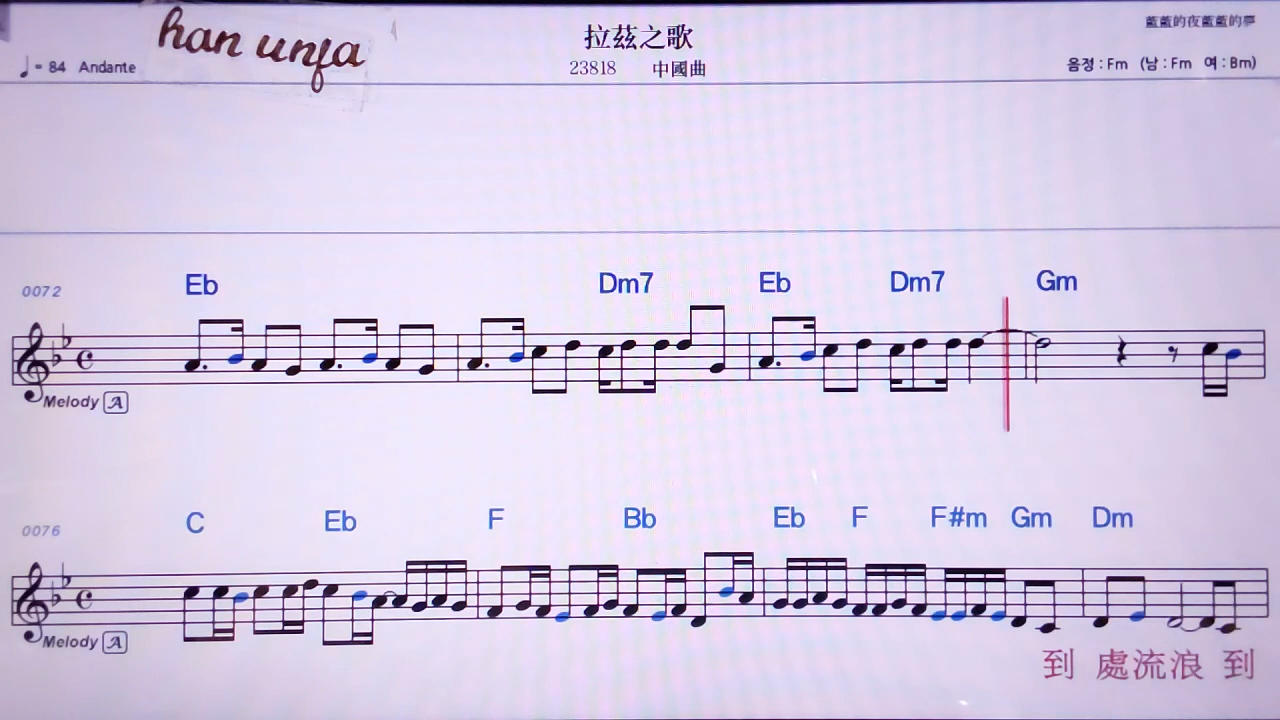 han unfa
拉茲之歌
藍藍的夜藍藍的夢
♩= 84 Andante
23818 中國曲
음정 : Fm (남 : Fm 여 : Bm)
Eb Dm7 Eb Dm7 Gm
0072
Melody A
C Eb F Bb Eb F F#m Gm Dm
0076
Melody A
到 處流浪 到